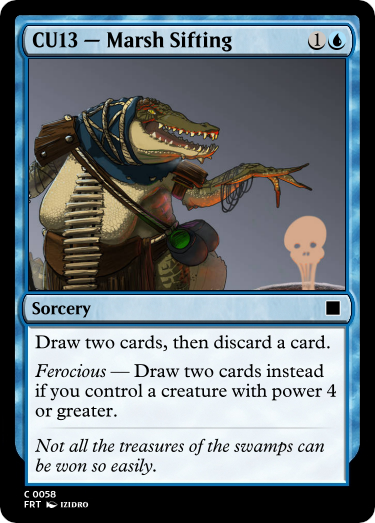 CU13 — Marsh Sifting 1
Sorcery
Draw two cards, then discard a card.
Ferocious — Draw two cards instead
if you control a creature with power 4
or greater.
Not all the treasures of the swamps can
be won so easily.
C 0058
FRT IZIDRO